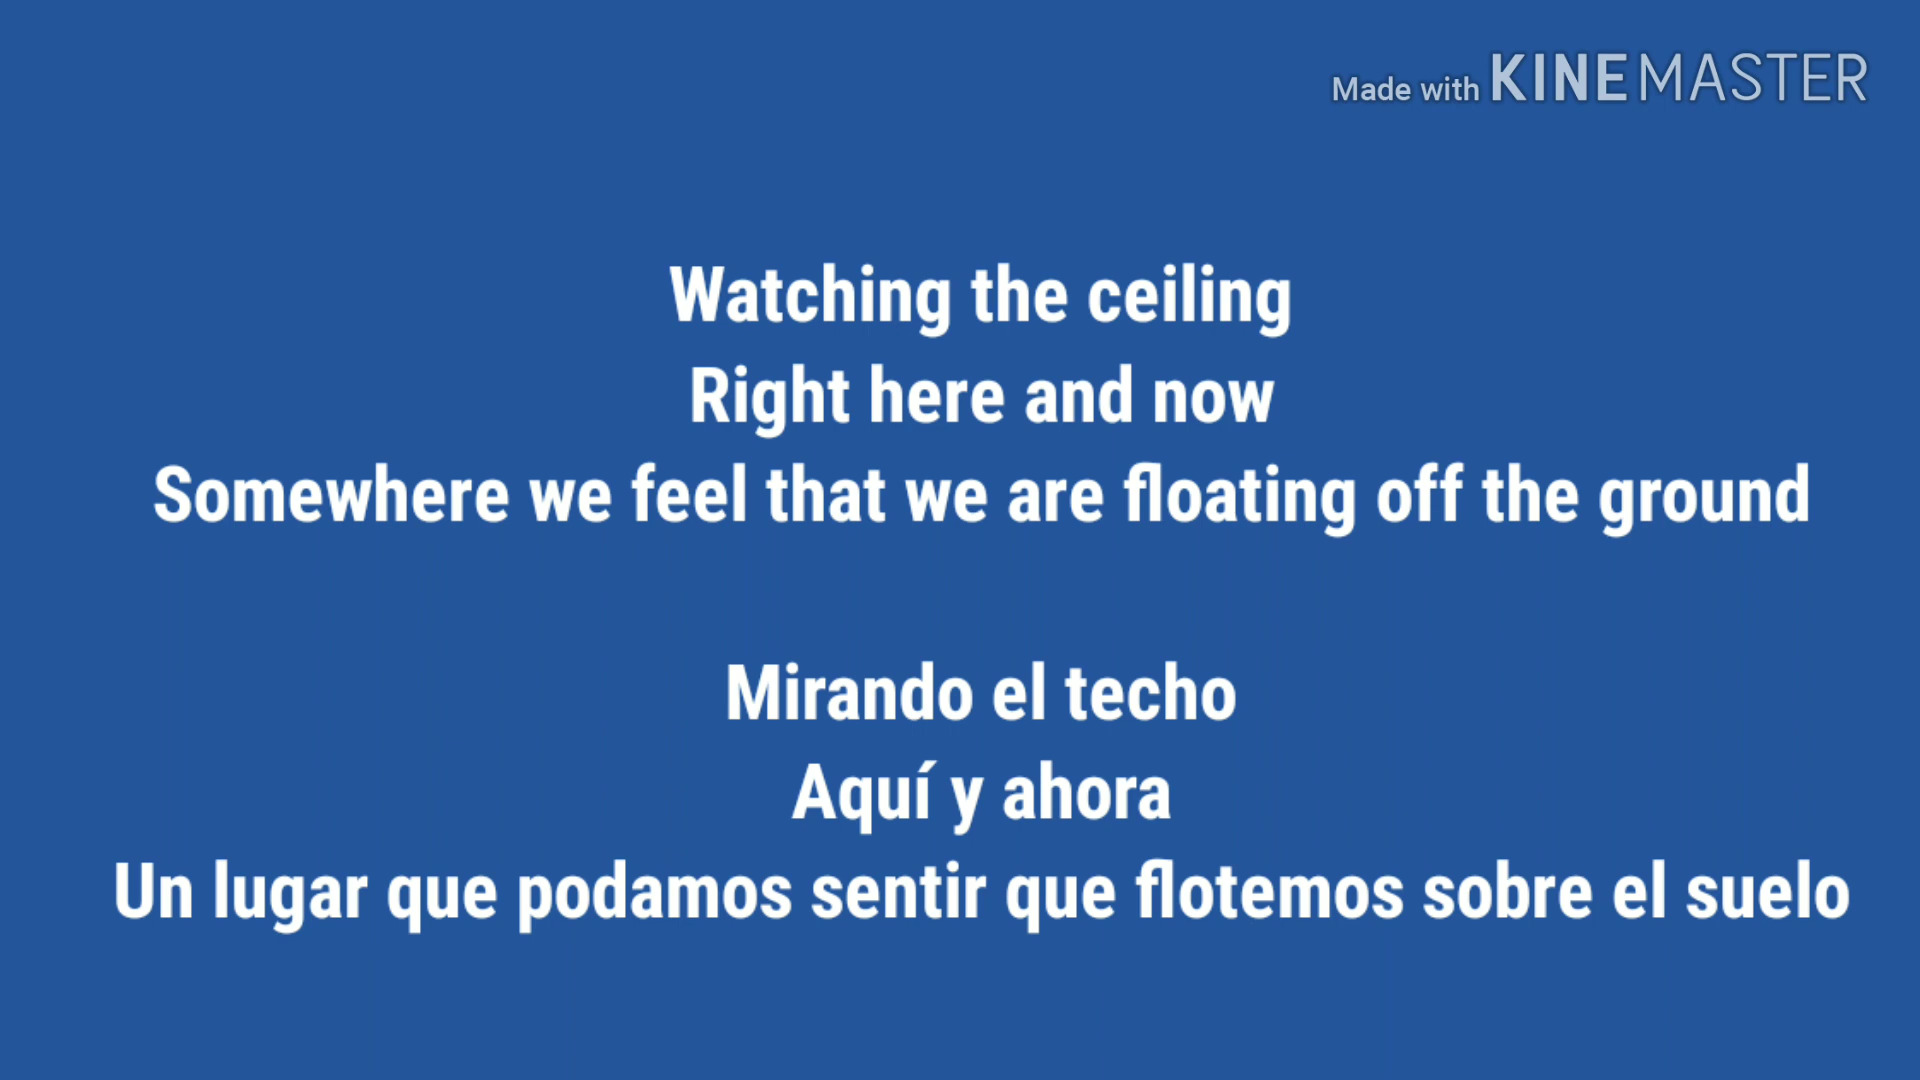 Made with KINEMASTER
Watching the ceiling
Right here and now
Somewhere we feel that we are floating off the ground
Mirando el techo
Aquí y ahora
Un lugar que podamos sentir que flotemos sobre el suelo